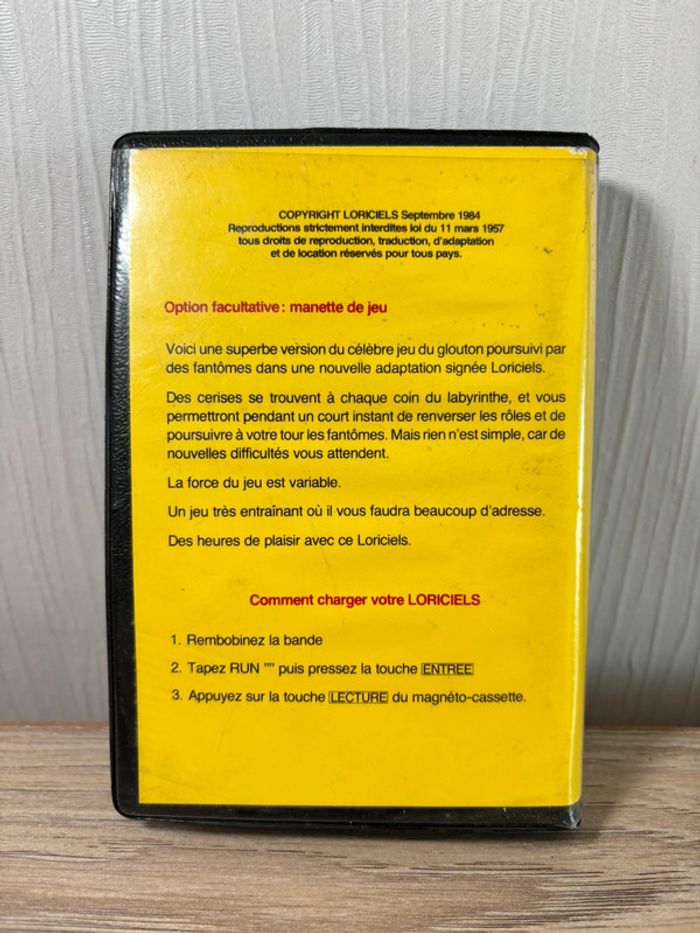 COPYRIGHT LORICIELS Septembre 1984
Reproductions strictement interdites loi du 11 mars 1957
tous droits de reproduction, traduction, d'adaptation
et de location réservés pour tous pays.
Option facultative : manette de jeu
Voici une superbe version du célèbre jeu du glouton poursuivi par
des fantômes dans une nouvelle adaptation signée Loriciels.
Des cerises se trouvent à chaque coin du labyrinthe, et vous
permettront pendant un court instant de renverser les rôles et de
poursuivre à votre tour les fantômes. Mais rien n'est simple, car de
nouvelles difficultés vous attendent.
La force du jeu est variable.
Un jeu très entraînant où il vous faudra beaucoup d'adresse.
Des heures de plaisir avec ce Loriciels.
Comment charger votre LORICIELS
1. Rembobinez la bande
2. Tapez RUN "" puis pressez la touche ENTREE
3. Appuyez sur la touche LECTURE du magnéto-cassette.